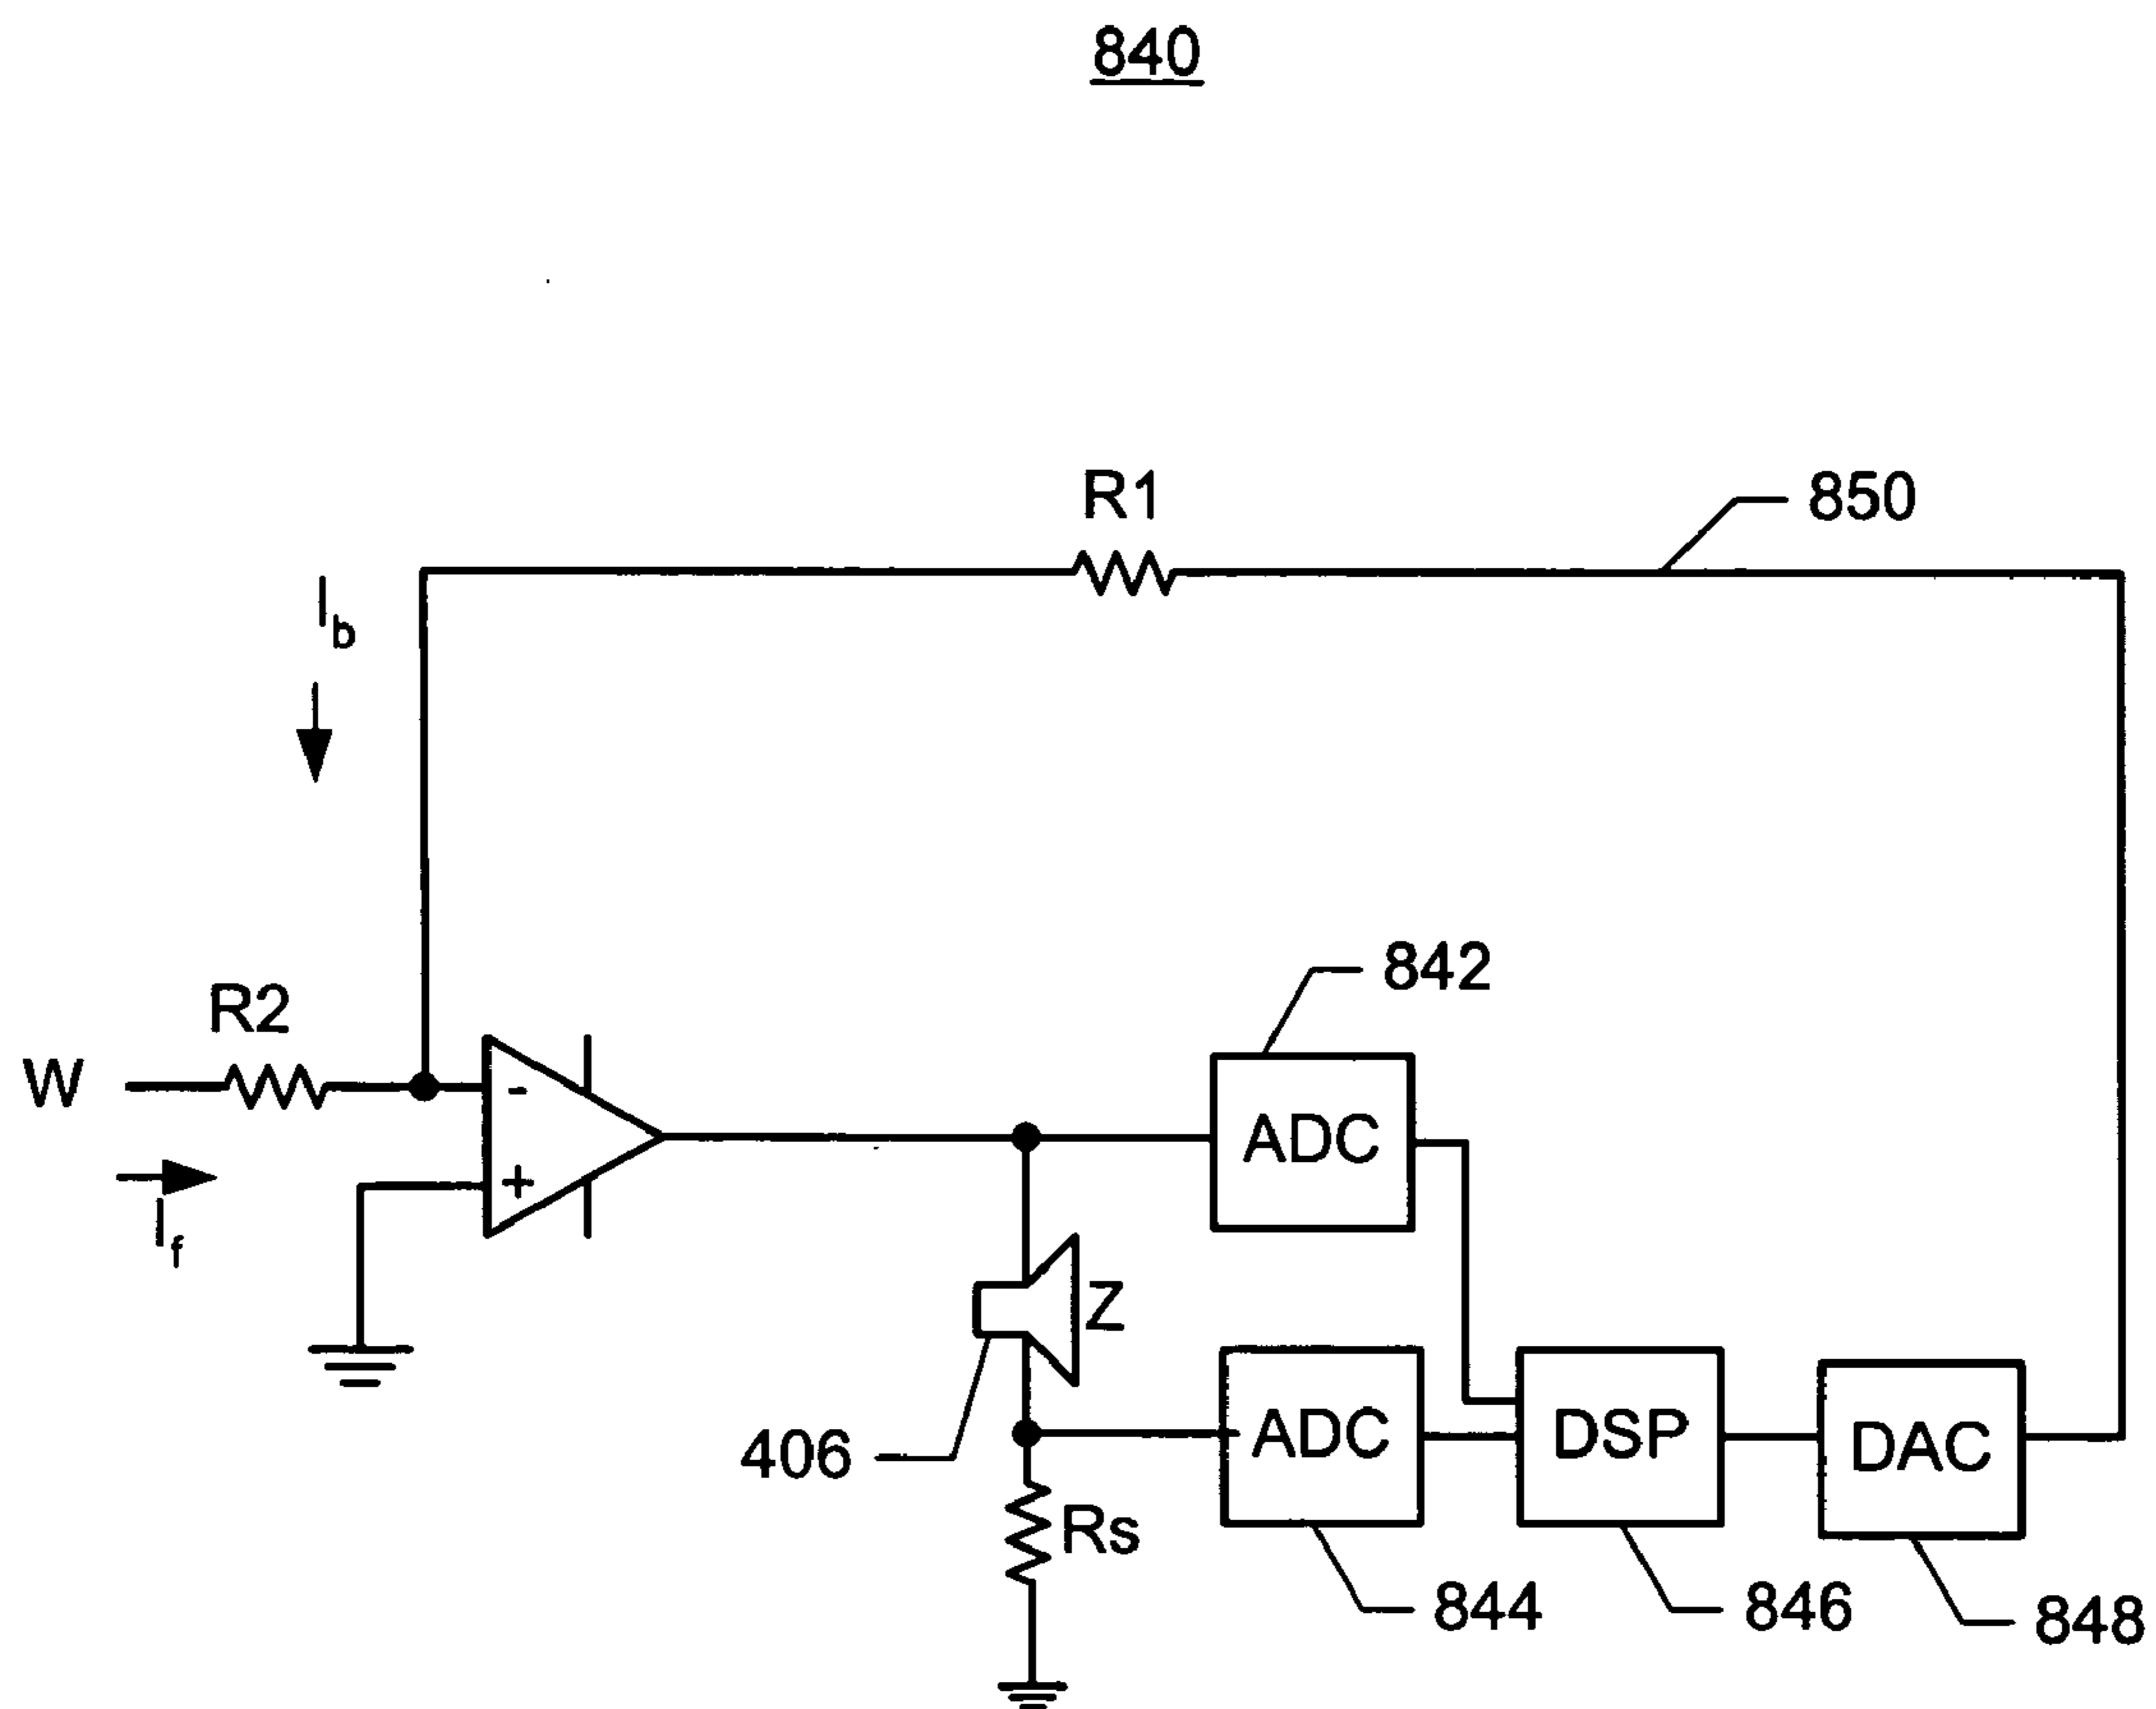 840
R1
850
Ib
R2
842
W
-
ADC
+
If
Z
ADC
DSP
DAC
406
Rs
844
846
848